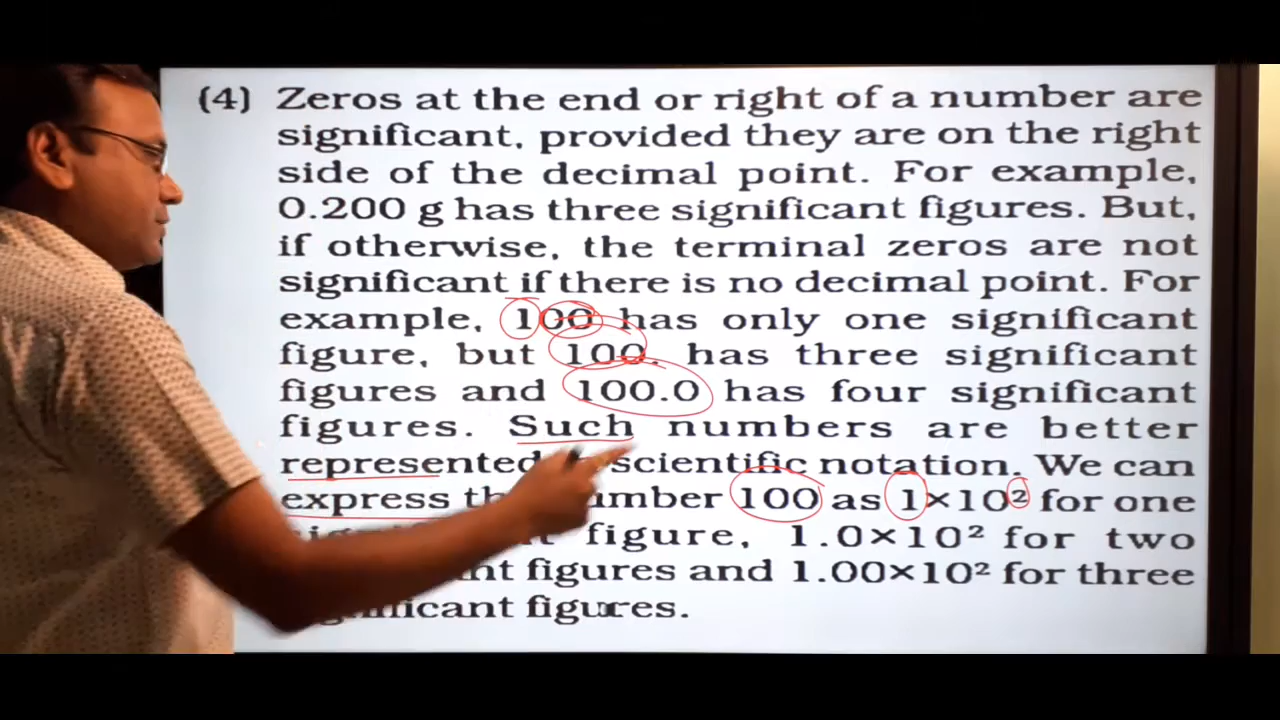 (4) Zeros at the end or right of a number are
significant, provided they are on the right
side of the decimal point. For example,
0.200 g has three significant figures. But,
if otherwise, the terminal zeros are not
significant if there is no decimal point. For
example, 100 has only one significant
figure, but 100. has three significant
figures and 100.0 has four significant
figures. Such numbers are better
represented scientific notation. We can
express number 100 as 1×10² for one
figure, 1.0×10² for two
figures and 1.00×10² for three
significant figures.